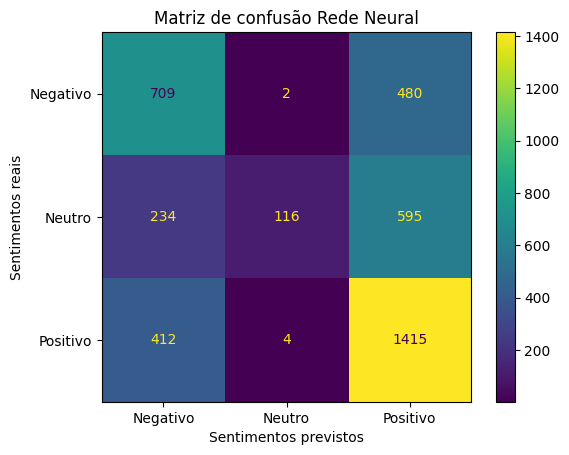 Matriz de confusão Rede Neural
Sentimentos reais
Negativo
709 2 480
Neutro
234 116 595
Positivo
412 4 1415
Negativo Neutro Positivo
Sentimentos previstos
1400
1200
1000
800
600
400
200